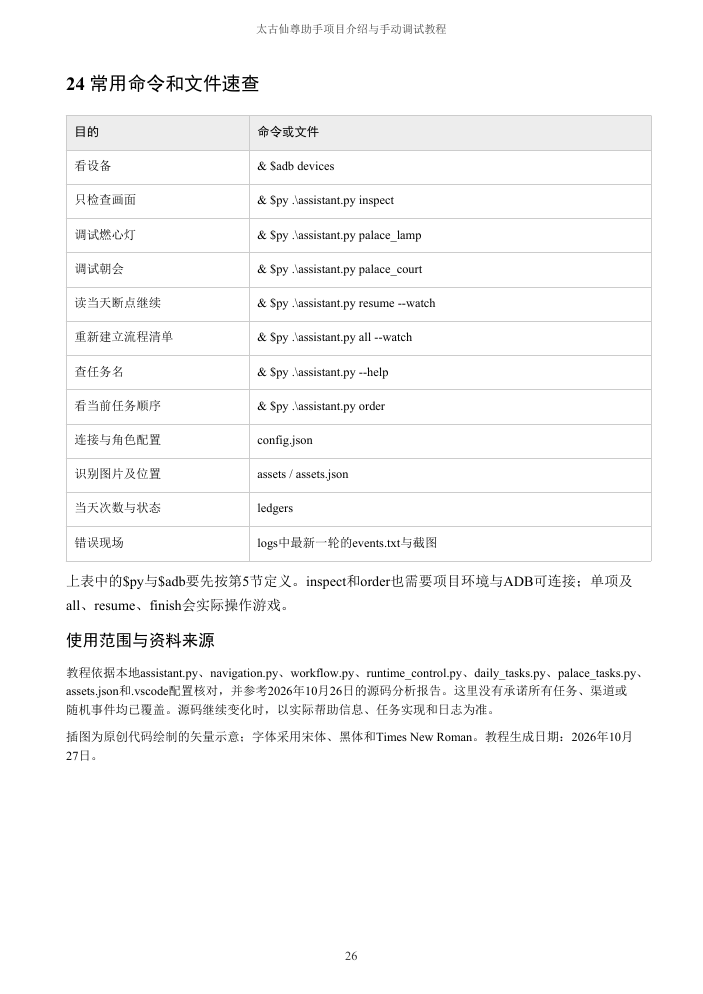 太古仙尊助手项目介绍与手动调试教程
24 常用命令和文件速查
目的 命令或文件
看设备 & $adb devices
只检查画面 & $py .\assistant.py inspect
调试燃心灯 & $py .\assistant.py palace_lamp
调试朝会 & $py .\assistant.py palace_court
读当天断点继续 & $py .\assistant.py resume --watch
重新建立流程清单 & $py .\assistant.py all --watch
查任务名 & $py .\assistant.py --help
看当前任务顺序 & $py .\assistant.py order
连接与角色配置 config.json
识别图片及位置 assets / assets.json
当天次数与状态 ledgers
错误现场 logs中最新一轮的events.txt与截图
上表中的$py与$adb要先按第5节定义。inspect和order也需要项目环境与ADB可连接；单项及
all、resume、finish会实际操作游戏。
使用范围与资料来源
教程依据本地assistant.py、navigation.py、workflow.py、runtime_control.py、daily_tasks.py、palace_tasks.py、
assets.json和.vscode配置核对，并参考2026年10月26日的源码分析报告。这里没有承诺所有任务、渠道或
随机事件均已覆盖。源码继续变化时，以实际帮助信息、任务实现和日志为准。
插图为原创代码绘制的矢量示意；字体采用宋体、黑体和Times New Roman。教程生成日期：2026年10月
27日。
26